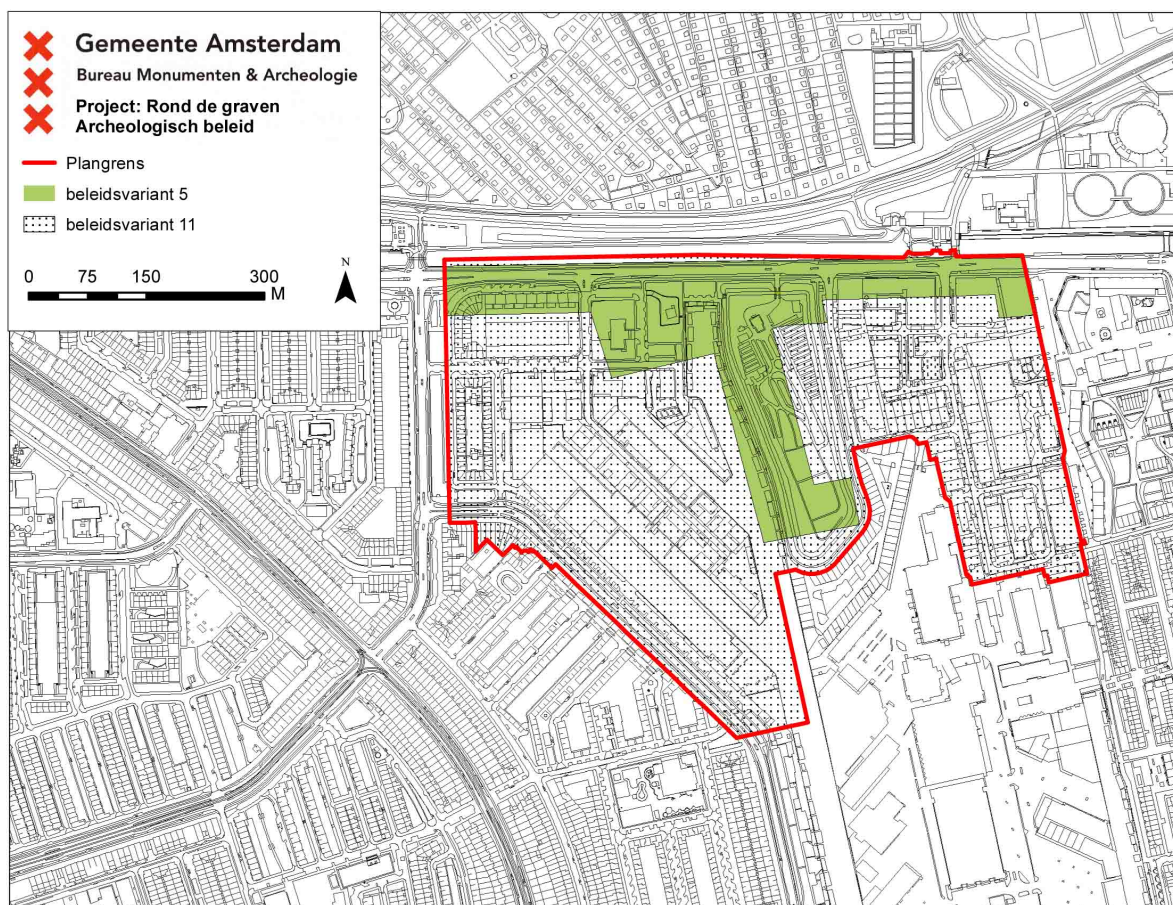 Gemeente Amsterdam
Bureau Monumenten & Archeologie
Project: Rond de graven
Archeologisch beleid
Plangrens
beleidsvariant 5
beleidsvariant 11
0 75 150 300
M
N